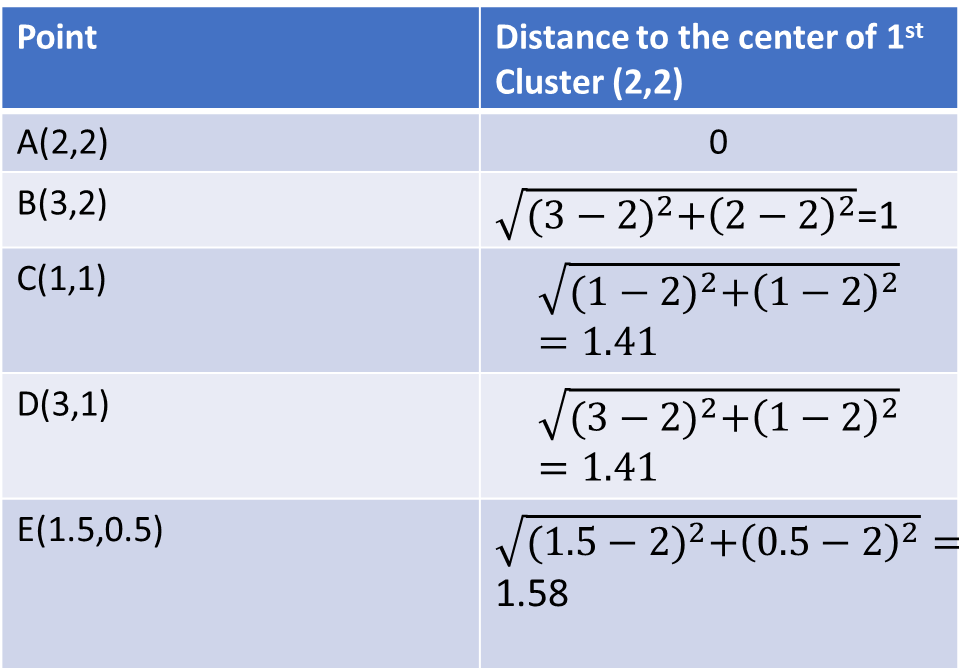 Point
Distance to the center of 1st
Cluster (2,2)
A(2,2)
0
B(3,2)
√(3 − 2)²+(2 − 2)²=1
C(1,1)
√(1 − 2)²+(1 − 2)²
= 1.41
D(3,1)
√(3 − 2)²+(1 − 2)²
= 1.41
E(1.5,0.5)
√(1.5 − 2)²+(0.5 − 2)² =
1.58